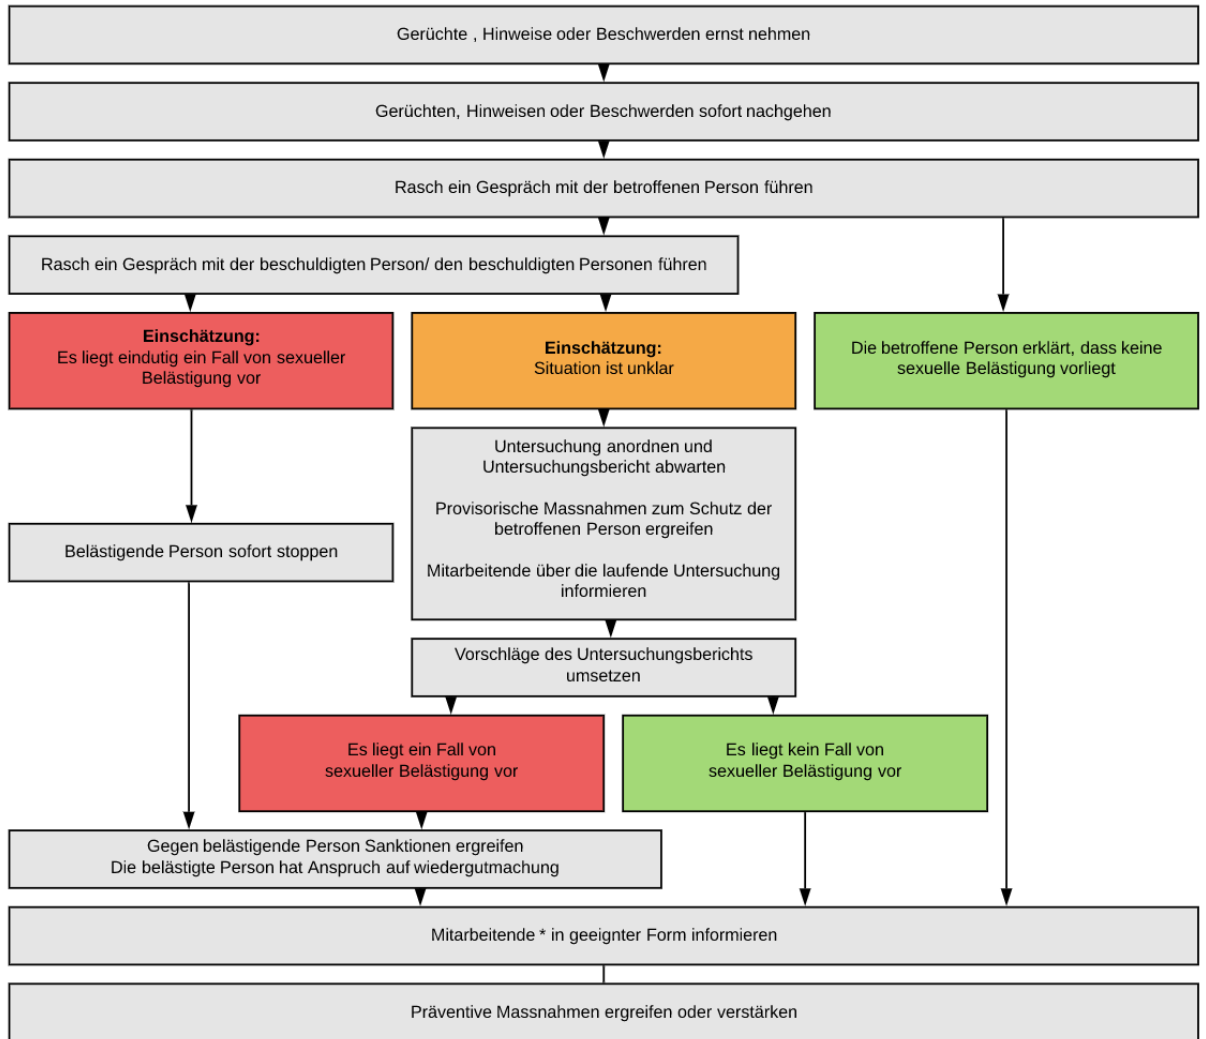 Gerüchte , Hinweise oder Beschwerden ernst nehmen
Gerüchten, Hinweisen oder Beschwerden sofort nachgehen
Rasch ein Gespräch mit der betroffenen Person führen
Rasch ein Gespräch mit der beschuldigten Person/ den beschuldigten Personen führen
Einschätzung:
Es liegt eindutig ein Fall von sexueller
Belästigung vor
Einschätzung:
Situation ist unklar
Die betroffene Person erklärt, dass keine
sexuelle Belästigung vorliegt
Untersuchung anordnen und
Untersuchungsbericht abwarten
Provisorische Massnahmen zum Schutz der
betroffenen Person ergreifen
Mitarbeitende über die laufende Untersuchung
informieren
Belästigende Person sofort stoppen
Vorschläge des Untersuchungsberichts
umsetzen
Es liegt ein Fall von
sexueller Belästigung vor
Es liegt kein Fall von
sexueller Belästigung vor
Gegen belästigende Person Sanktionen ergreifen
Die belästigte Person hat Anspruch auf wiedergutmachung
Mitarbeitende * in geeignter Form informieren
Präventive Massnahmen ergreifen oder verstärken